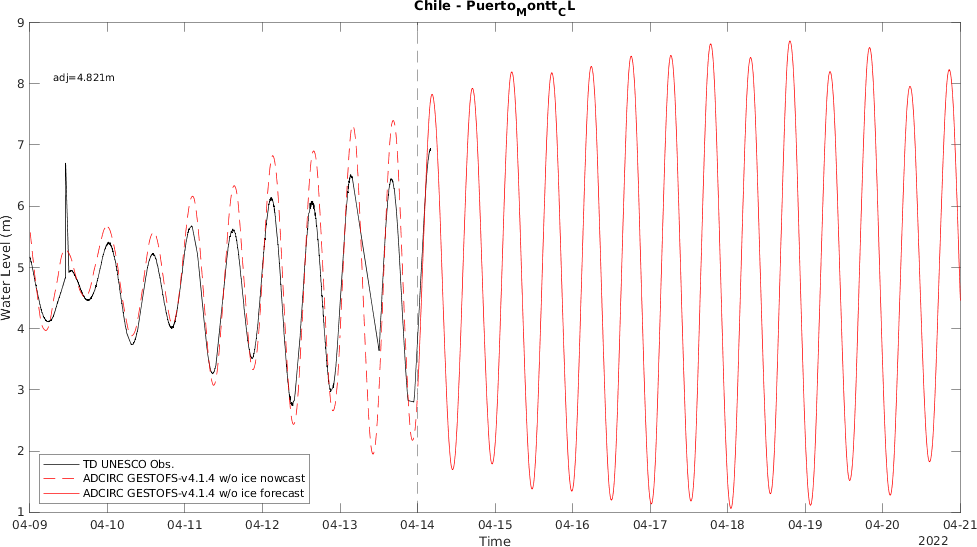 Chile - Puerto_Montt_CL
9
8
7
6
5
4
3
2
1
Water Level (m)
adj=4.821m
TD UNESCO Obs.
ADCIRC GESTOFS-v4.1.4 w/o ice nowcast
ADCIRC GESTOFS-v4.1.4 w/o ice forecast
04-09 04-10 04-11 04-12 04-13 04-14 04-15 04-16 04-17 04-18 04-19 04-20 04-21
Time
2022